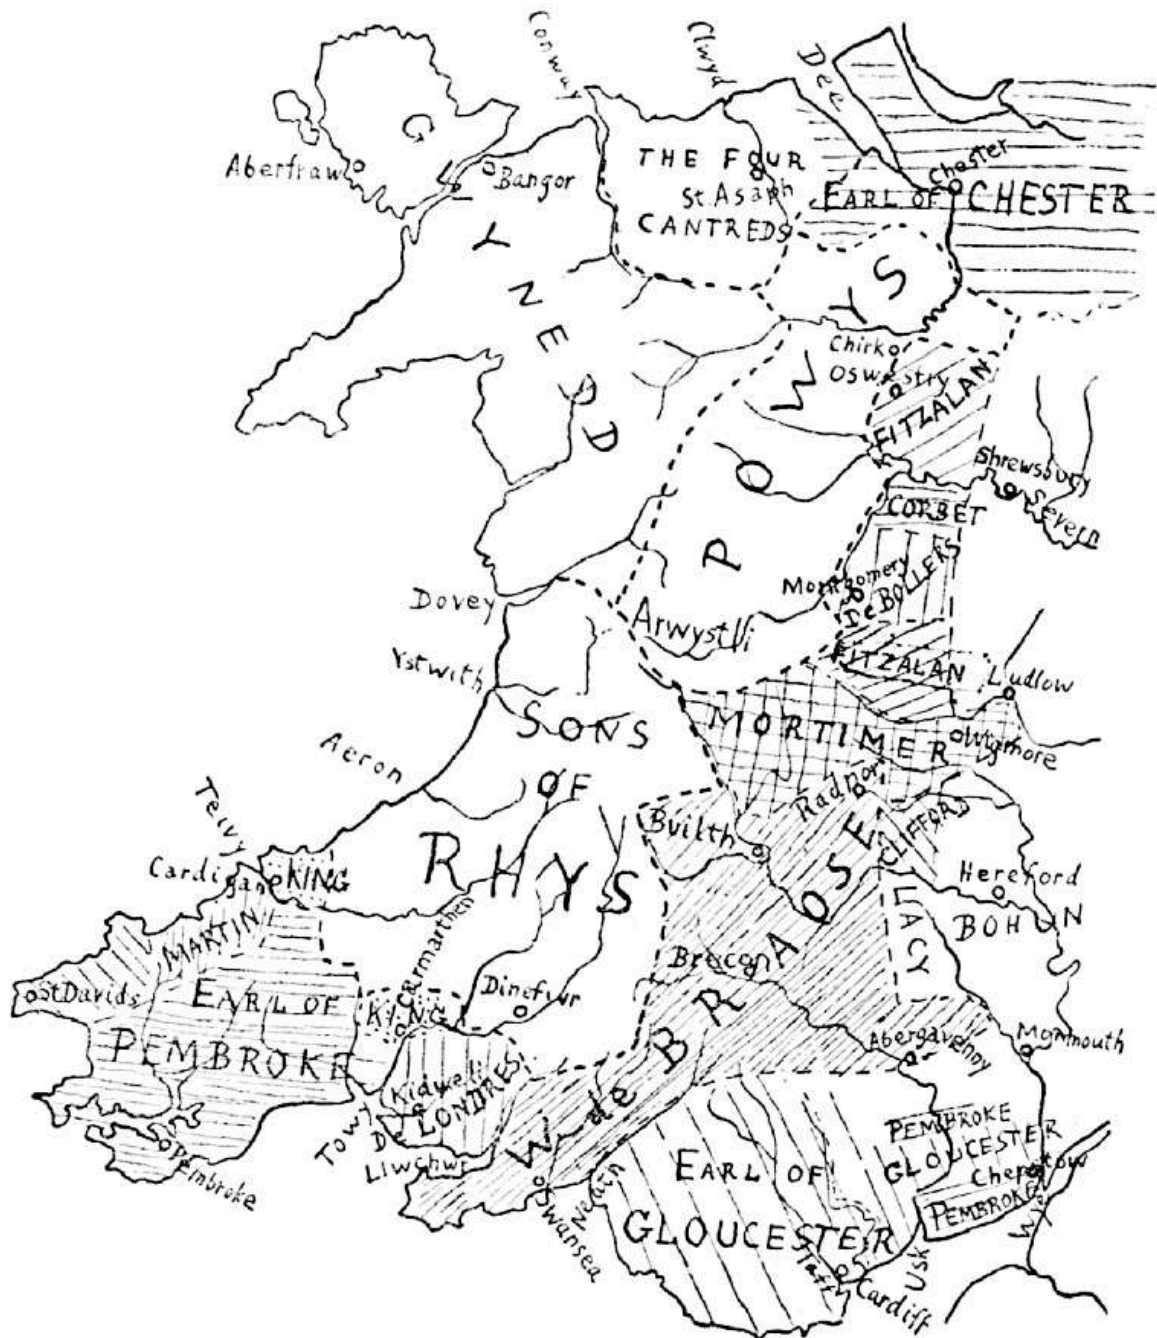 Conway
Clwyd
Dee
GWYNEDD
Aberffraw
Bangor
THE FOUR
St Asaph
CANTREDS
Chester
EARL OF CHESTER
POWYS
Chirk
Oswestry
FITZALAN
Shrewsbury
Severn
CORBET
Montgomery
De BOLLERS
Arwystli
FITZALAN
Ludlow
Dovey
Ystwith
Aeron
Teivy
SONS
OF
RHYS
MORTIMER
Wigmore
Radnor
CLIFFORD
Builth
Hereford
BOHUN
LACY
Cardigan
KING
MARTIN
St Davids
EARL OF
PEMBROKE
Pembroke
Carmarthen
KING
Dinefwr
Kidweli
De LONDRES
Towy
Llwchwr
W de BRAOSE
Brecon
Abergavenny
Monmouth
Swansea
Neath
EARL OF
GLOUCESTER
Taff
Cardiff
Usk
PEMBROKE
GLOUCESTER
Chepstow
PEMBROKE
Wye